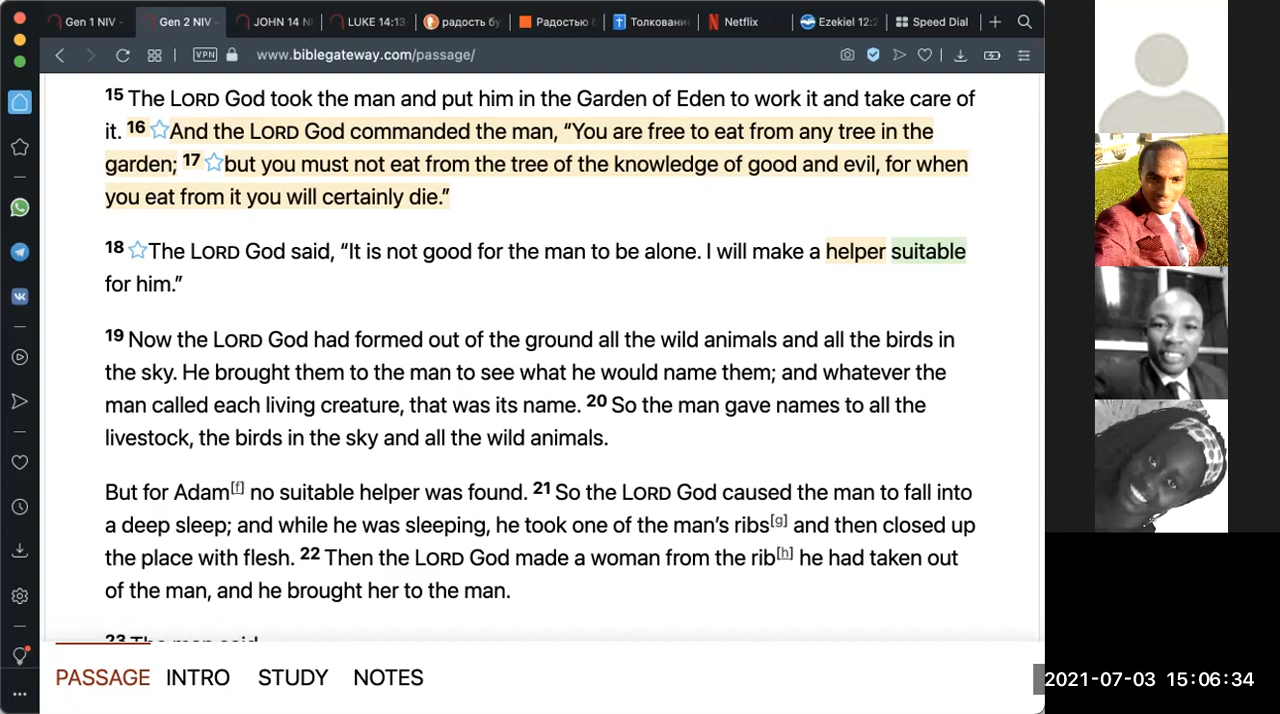 Gen 1 NIV -
Gen 2 NIV -
JOHN 14 NI
LUKE 14:13
радость бу
Радостью б
Толковани
Netflix
Ezekiel 12:2
Speed Dial
VPN
www.biblegateway.com/passage/
15 The LORD God took the man and put him in the Garden of Eden to work it and take care of
it. 16 And the LORD God commanded the man, “You are free to eat from any tree in the
garden; 17 but you must not eat from the tree of the knowledge of good and evil, for when
you eat from it you will certainly die.”
18 The LORD God said, “It is not good for the man to be alone. I will make a helper suitable
for him.”
19 Now the LORD God had formed out of the ground all the wild animals and all the birds in
the sky. He brought them to the man to see what he would name them; and whatever the
man called each living creature, that was its name. 20 So the man gave names to all the
livestock, the birds in the sky and all the wild animals.
But for Adam[f] no suitable helper was found. 21 So the LORD God caused the man to fall into
a deep sleep; and while he was sleeping, he took one of the man’s ribs[g] and then closed up
the place with flesh. 22 Then the LORD God made a woman from the rib[h] he had taken out
of the man, and he brought her to the man.
23 The man said
PASSAGE INTRO STUDY NOTES
2021-07-03 15:06:34